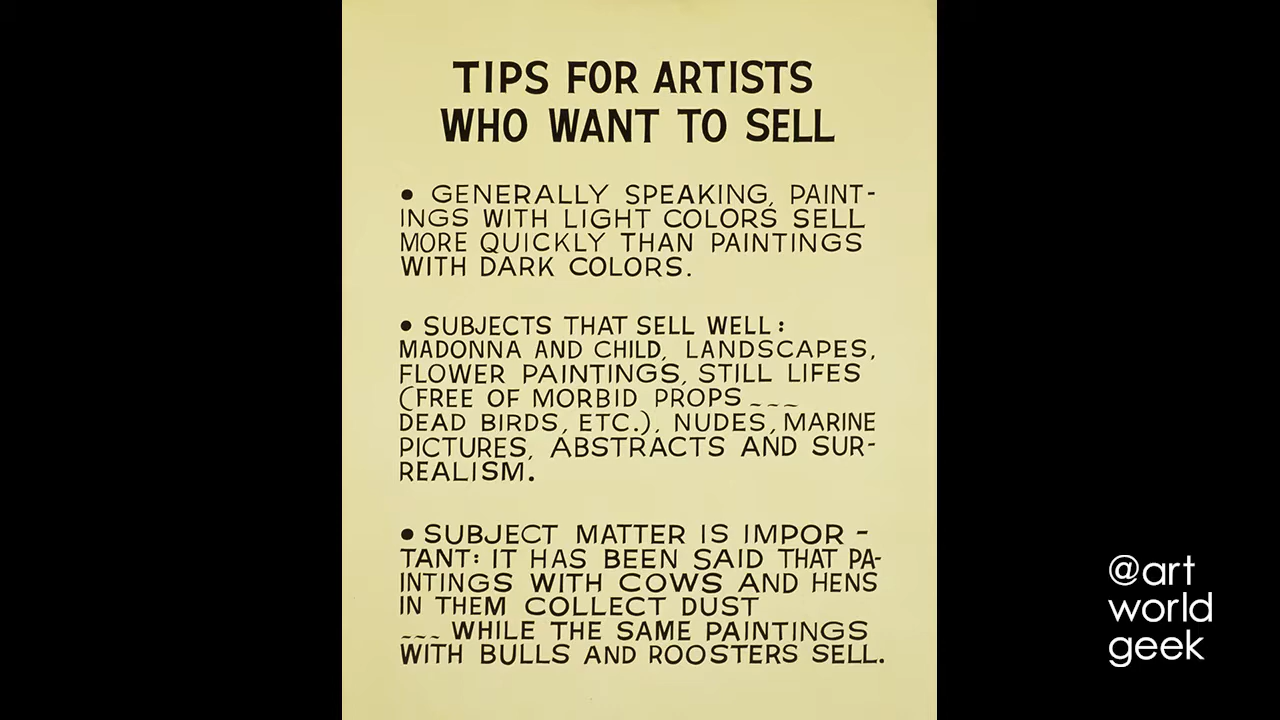 TIPS FOR ARTISTS
WHO WANT TO SELL
• GENERALLY SPEAKING, PAINT-
INGS WITH LIGHT COLORS SELL
MORE QUICKLY THAN PAINTINGS
WITH DARK COLORS.
• SUBJECTS THAT SELL WELL:
MADONNA AND CHILD, LANDSCAPES,
FLOWER PAINTINGS, STILL LIFES
(FREE OF MORBID PROPS ~~~
DEAD BIRDS, ETC.), NUDES, MARINE
PICTURES, ABSTRACTS AND SUR-
REALISM.
• SUBJECT MATTER IS IMPOR-
TANT: IT HAS BEEN SAID THAT PA-
INTINGS WITH COWS AND HENS
IN THEM COLLECT DUST
~~~ WHILE THE SAME PAINTINGS
WITH BULLS AND ROOSTERS SELL.
@art
world
geek